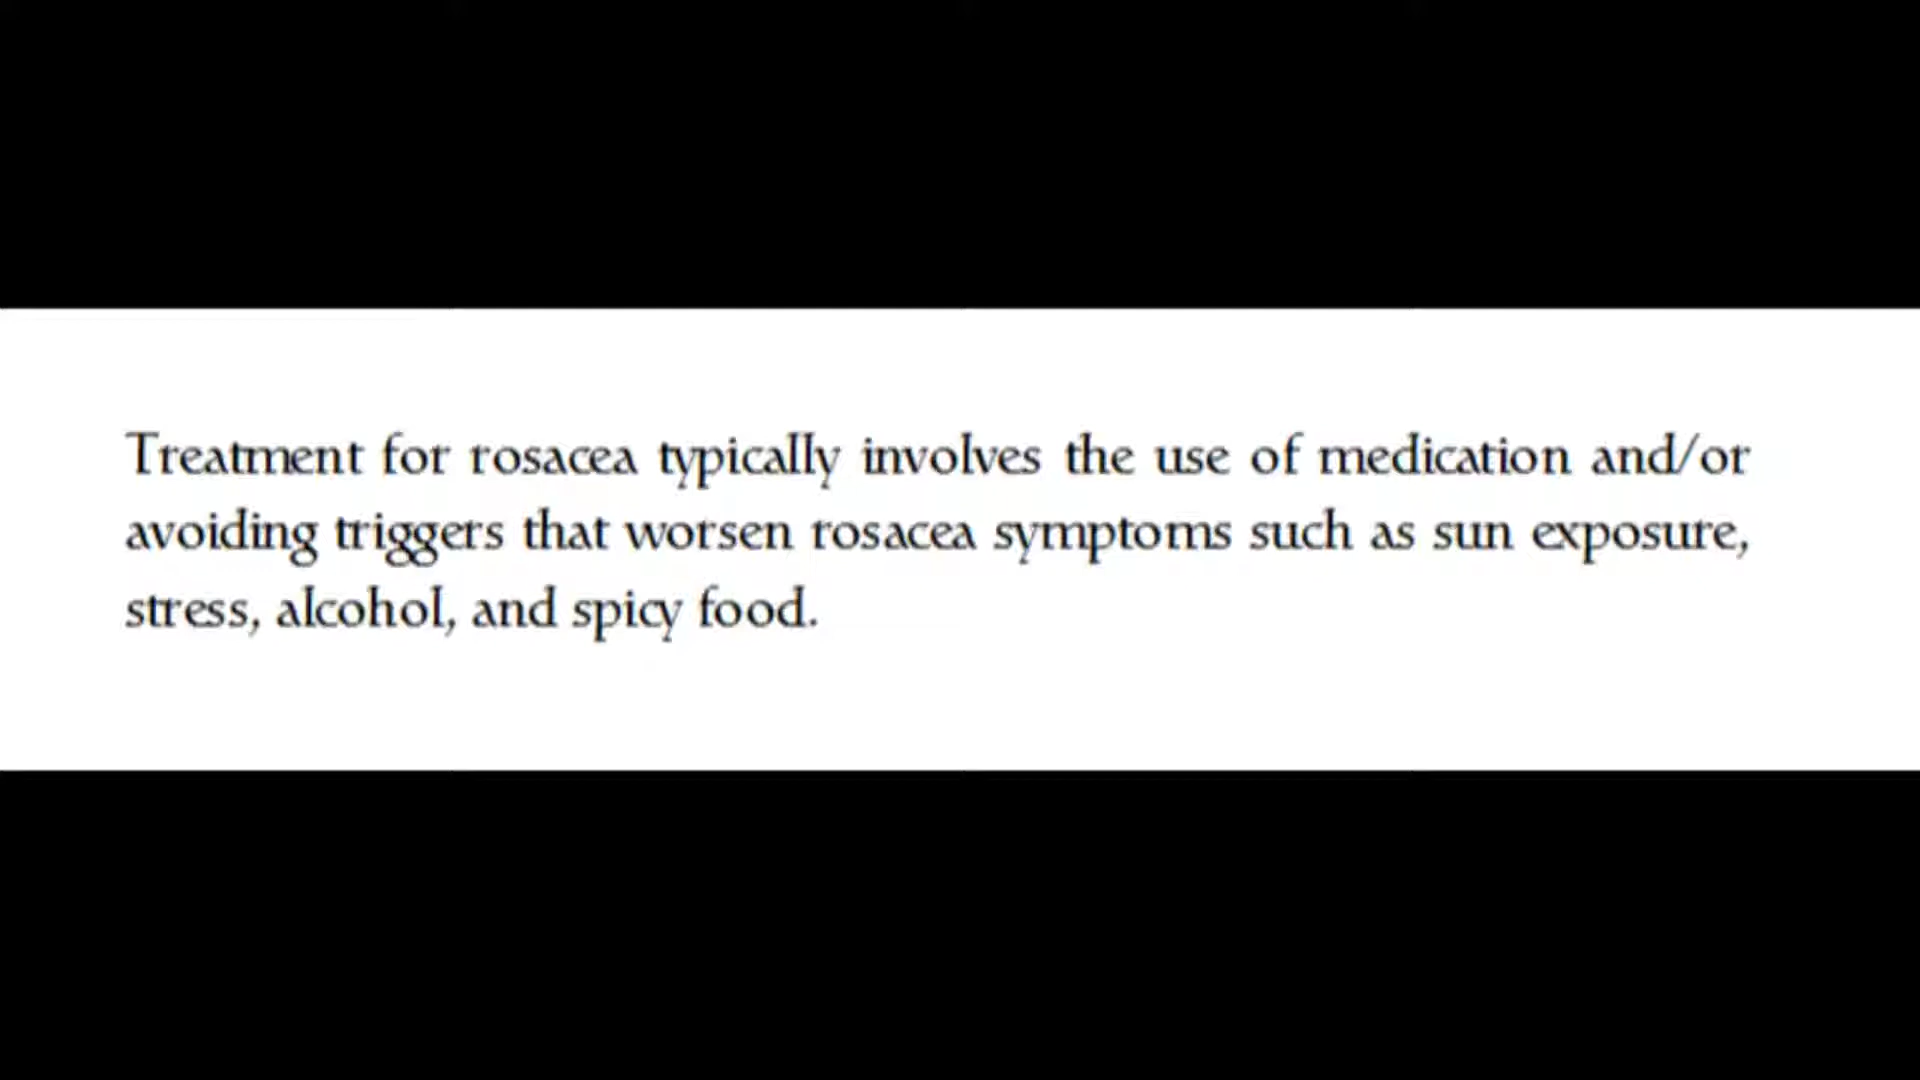 Treatment for rosacea typically involves the use of medication and/or
avoiding triggers that worsen rosacea symptoms such as sun exposure,
stress, alcohol, and spicy food.